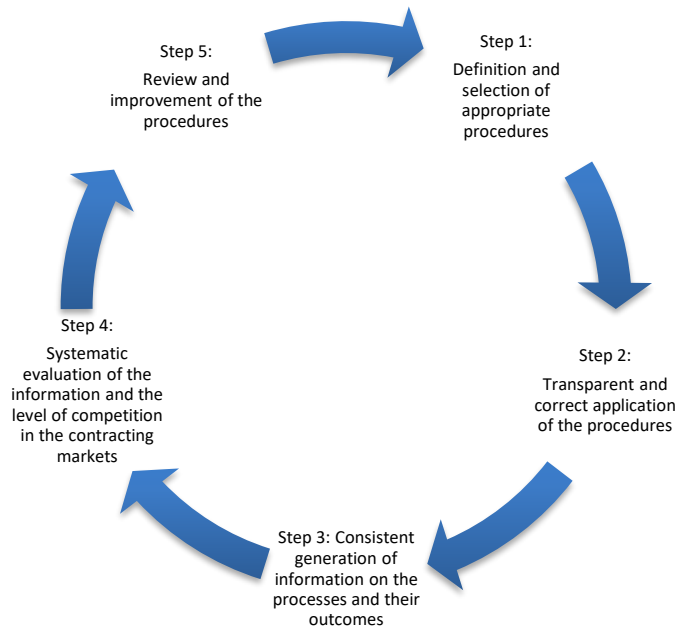 Step 1:
Definition and
selection of
appropriate
procedures
Step 2:
Transparent and
correct application
of the procedures
Step 3: Consistent
generation of
information on the
processes and their
outcomes
Step 4:
Systematic
evaluation of the
information and the
level of competition
in the contracting
markets
Step 5:
Review and
improvement of the
procedures